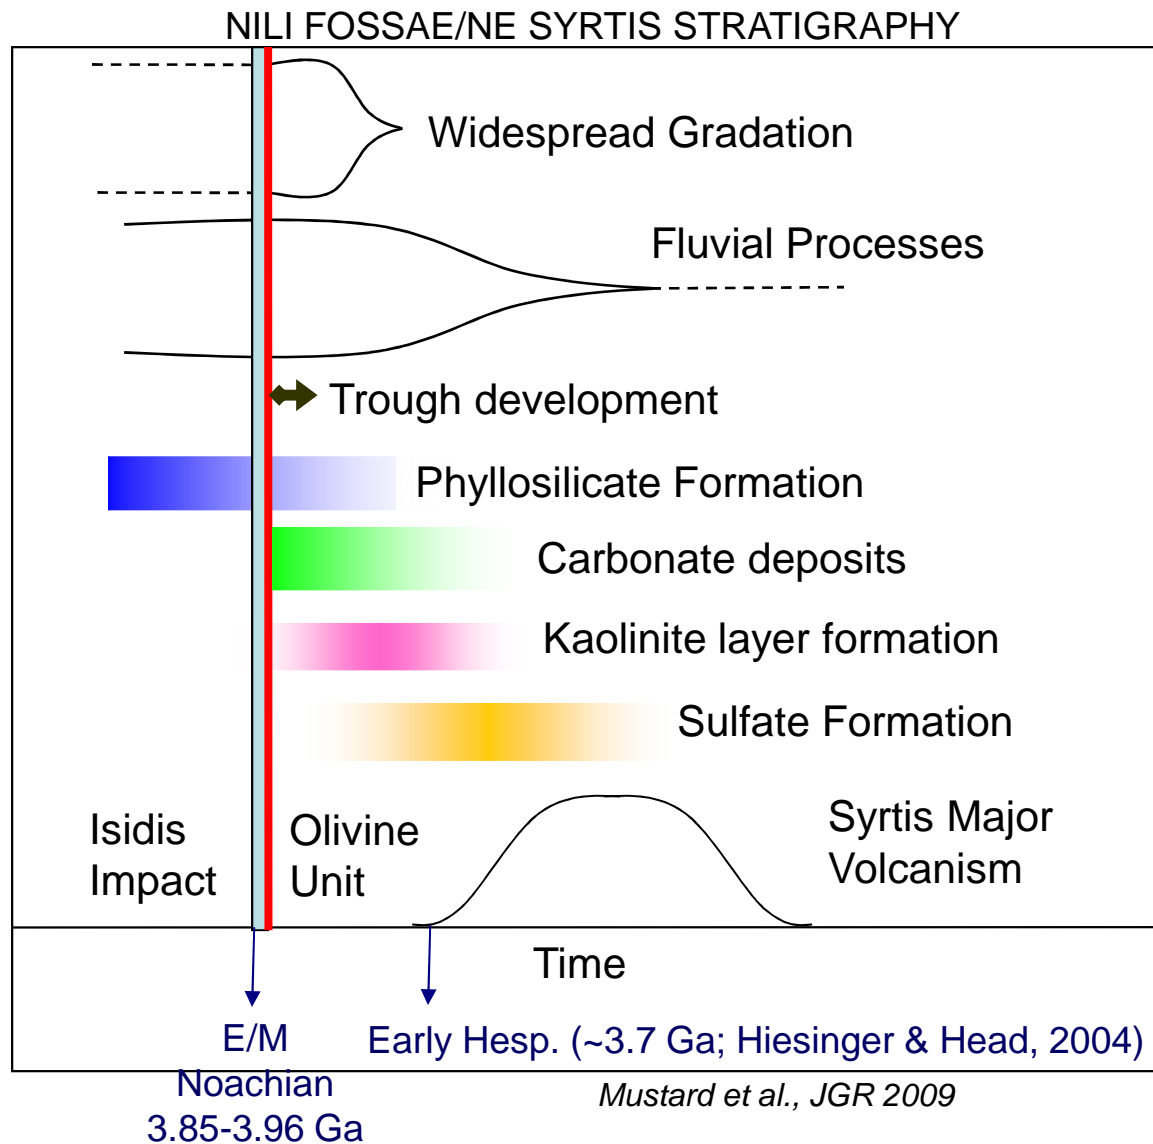 NILI FOSSAE/NE SYRTIS STRATIGRAPHY
Widespread Gradation
Fluvial Processes
Trough development
Phyllosilicate Formation
Carbonate deposits
Kaolinite layer formation
Sulfate Formation
Isidis
Impact
Olivine
Unit
Syrtis Major
Volcanism
Time
E/M
Noachian
3.85-3.96 Ga
Early Hesp. (~3.7 Ga; Hiesinger & Head, 2004)
Mustard et al., JGR 2009